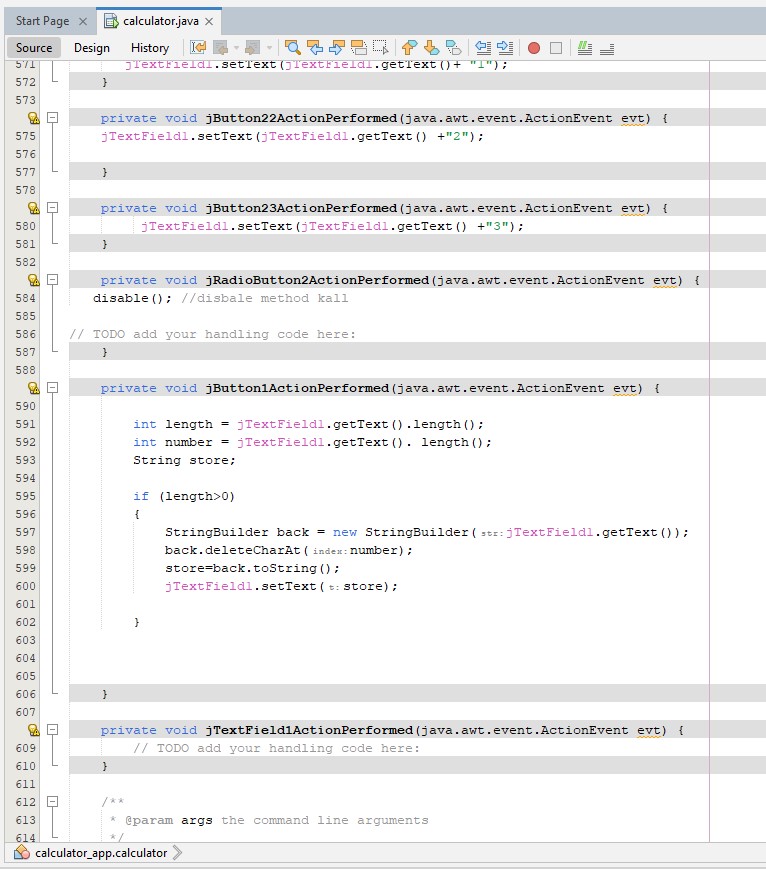 Start Page
calculator.java
Source Design History
571 jTextField1.setText(jTextField1.getText()+ "1");
572 }
573
private void jButton22ActionPerformed(java.awt.event.ActionEvent evt) {
575 jTextField1.setText(jTextField1.getText() +"2");
576
577 }
578
private void jButton23ActionPerformed(java.awt.event.ActionEvent evt) {
580 jTextField1.setText(jTextField1.getText() +"3");
581 }
582
private void jRadioButton2ActionPerformed(java.awt.event.ActionEvent evt) {
584 disable(); //disbale method kall
585
586 // TODO add your handling code here:
587 }
588
private void jButton1ActionPerformed(java.awt.event.ActionEvent evt) {
590
591 int length = jTextField1.getText().length();
592 int number = jTextField1.getText(). length();
593 String store;
594
595 if (length>0)
596 {
597 StringBuilder back = new StringBuilder( str: jTextField1.getText());
598 back.deleteCharAt( index: number);
599 store=back.toString();
600 jTextField1.setText( t: store);
601
602 }
603
604
605
606 }
607
private void jTextField1ActionPerformed(java.awt.event.ActionEvent evt) {
609 // TODO add your handling code here:
610 }
611
612 /**
613 * @param args the command line arguments
614 */
calculator_app.calculator